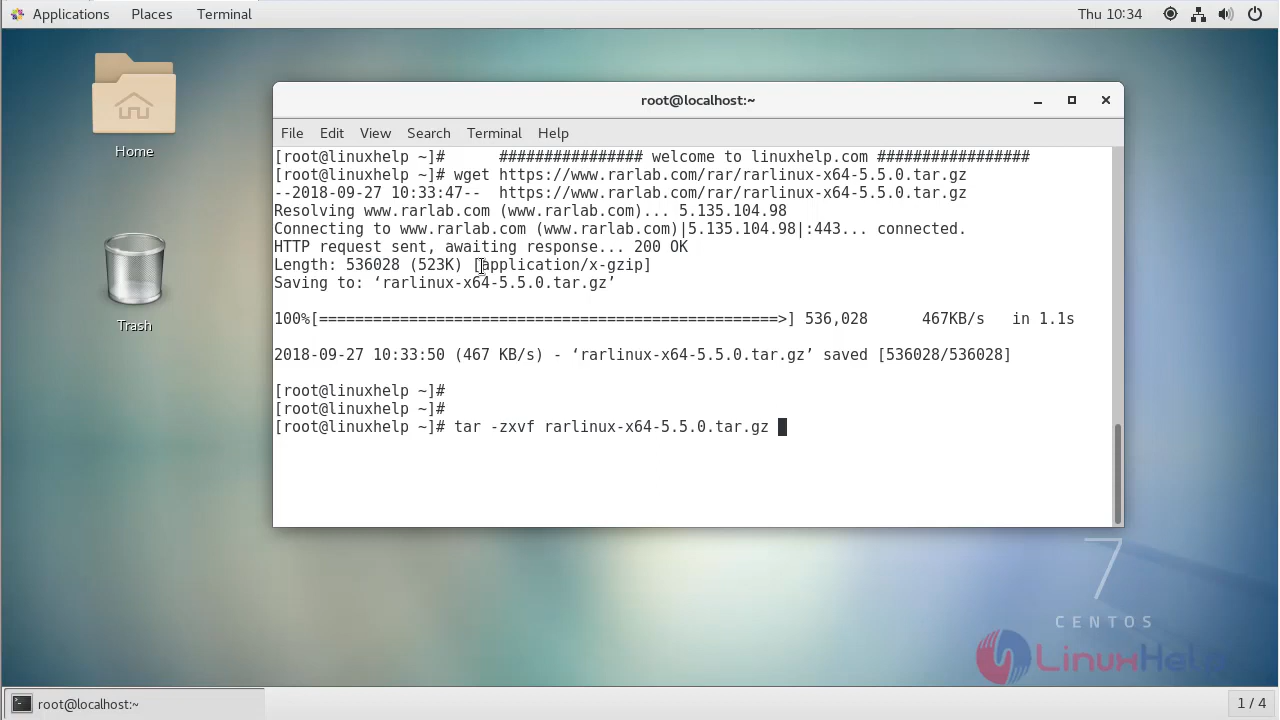 Applications Places Terminal Thu 10:34
Home
Trash
root@localhost:~
File Edit View Search Terminal Help
[root@linuxhelp ~]#      ################ welcome to linuxhelp.com #################
[root@linuxhelp ~]# wget https://www.rarlab.com/rar/rarlinux-x64-5.5.0.tar.gz
--2018-09-27 10:33:47--  https://www.rarlab.com/rar/rarlinux-x64-5.5.0.tar.gz
Resolving www.rarlab.com (www.rarlab.com)... 5.135.104.98
Connecting to www.rarlab.com (www.rarlab.com)|5.135.104.98|:443... connected.
HTTP request sent, awaiting response... 200 OK
Length: 536028 (523K) [application/x-gzip]
Saving to: ‘rarlinux-x64-5.5.0.tar.gz’
100%[===================================================>] 536,028      467KB/s   in 1.1s
2018-09-27 10:33:50 (467 KB/s) - ‘rarlinux-x64-5.5.0.tar.gz’ saved [536028/536028]
[root@linuxhelp ~]#
[root@linuxhelp ~]#
[root@linuxhelp ~]# tar -zxvf rarlinux-x64-5.5.0.tar.gz
7
CENTOS
LinuxHelp
root@localhost:~ 1 / 4